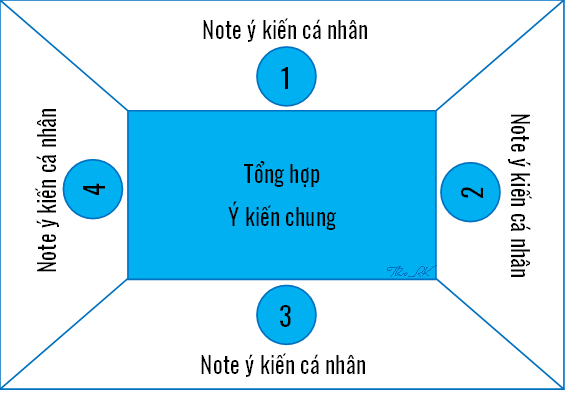 Note ý kiến cá nhân
1
Note ý kiến cá nhân
4
Tổng hợp
Ý kiến chung
2
Note ý kiến cá nhân
3
Note ý kiến cá nhân